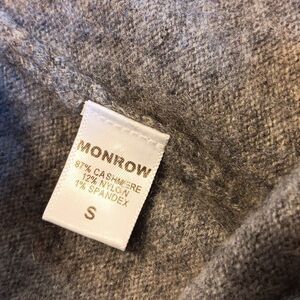 MONROW
87% CASHMERE
12% NYLON
1% SPANDEX
S